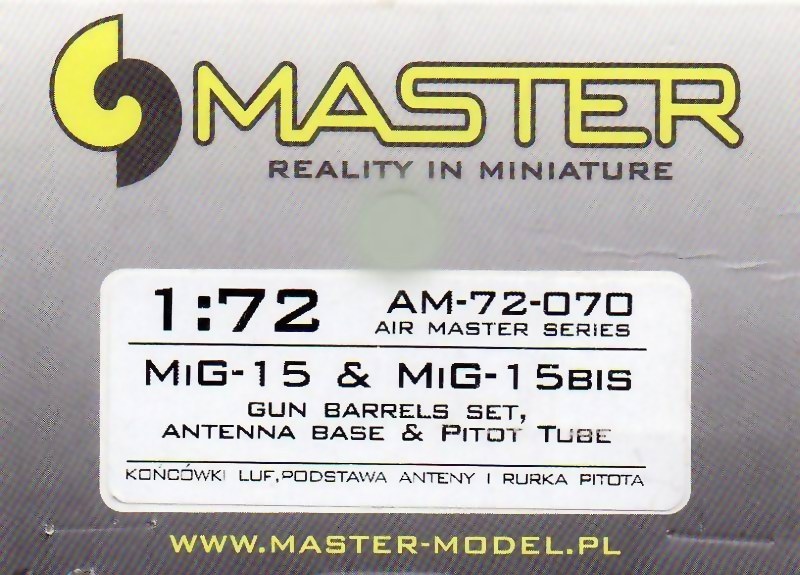 MASTER
REALITY IN MINIATURE
1:72
AM-72-070
AIR MASTER SERIES
MiG-15 & MiG-15BIS
GUN BARRELS SET,
ANTENNA BASE & PITOT TUBE
KOŃCÓWKI LUF,PODSTAWA ANTENY I RURKA PITOTA
WWW.MASTER-MODEL.PL